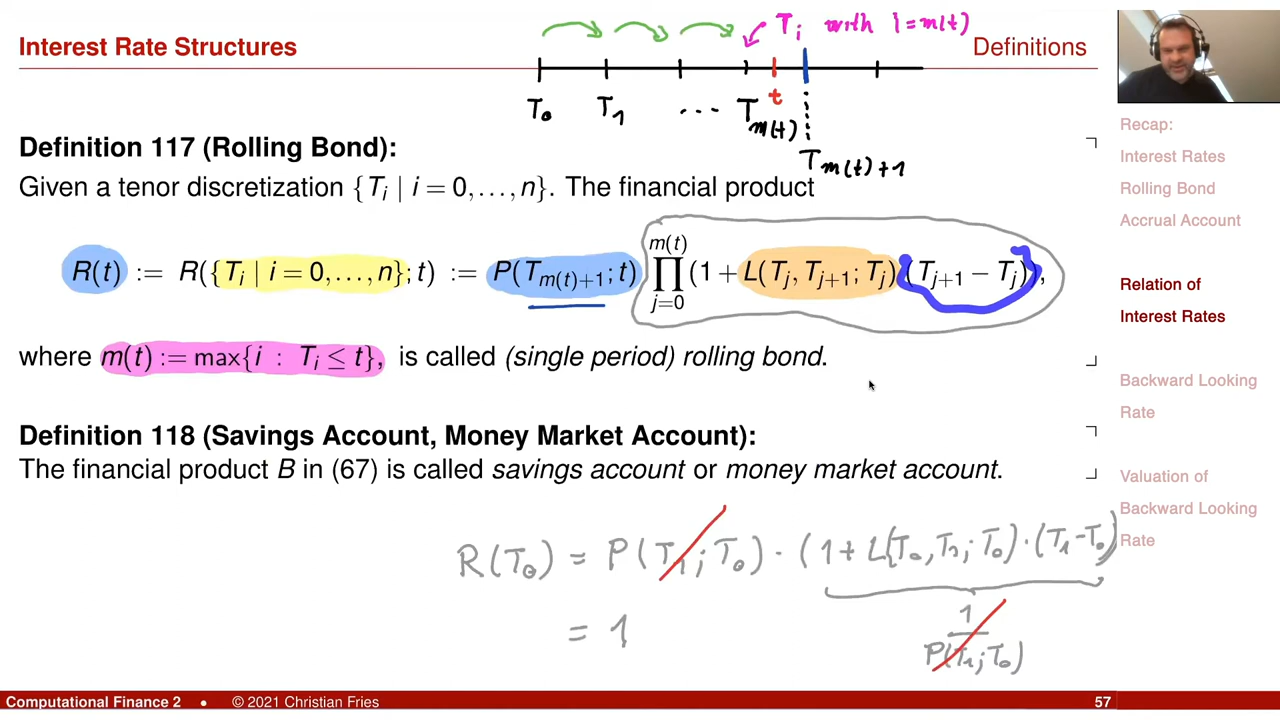 Interest Rate Structures
Definitions
T_i with i=m(t)
t
T_0 T_1 ... T_{m(t)}
T_{m(t)+1}
Definition 117 (Rolling Bond):
Given a tenor discretization {T_i | i = 0,...,n}. The financial product
R(t) := R({T_i | i = 0,...,n}; t) := P(T_{m(t)+1}; t) ∏_{j=0}^{m(t)} (1 + L(T_j, T_{j+1}; T_j)(T_{j+1} − T_j)),
where m(t) := max{i : T_i ≤ t}, is called (single period) rolling bond.
Definition 118 (Savings Account, Money Market Account):
The financial product B in (67) is called savings account or money market account.
R(T_0) = P(T_1; T_0) · (1 + L(T_0, T_1; T_0) · (T_1 − T_0))
= 1
1
P(T_1; T_0)
Recap:
Interest Rates
Rolling Bond
Accrual Account
Relation of
Interest Rates
Backward Looking
Rate
Valuation of
Backward Looking
Rate
Computational Finance 2 • © 2021 Christian Fries
57